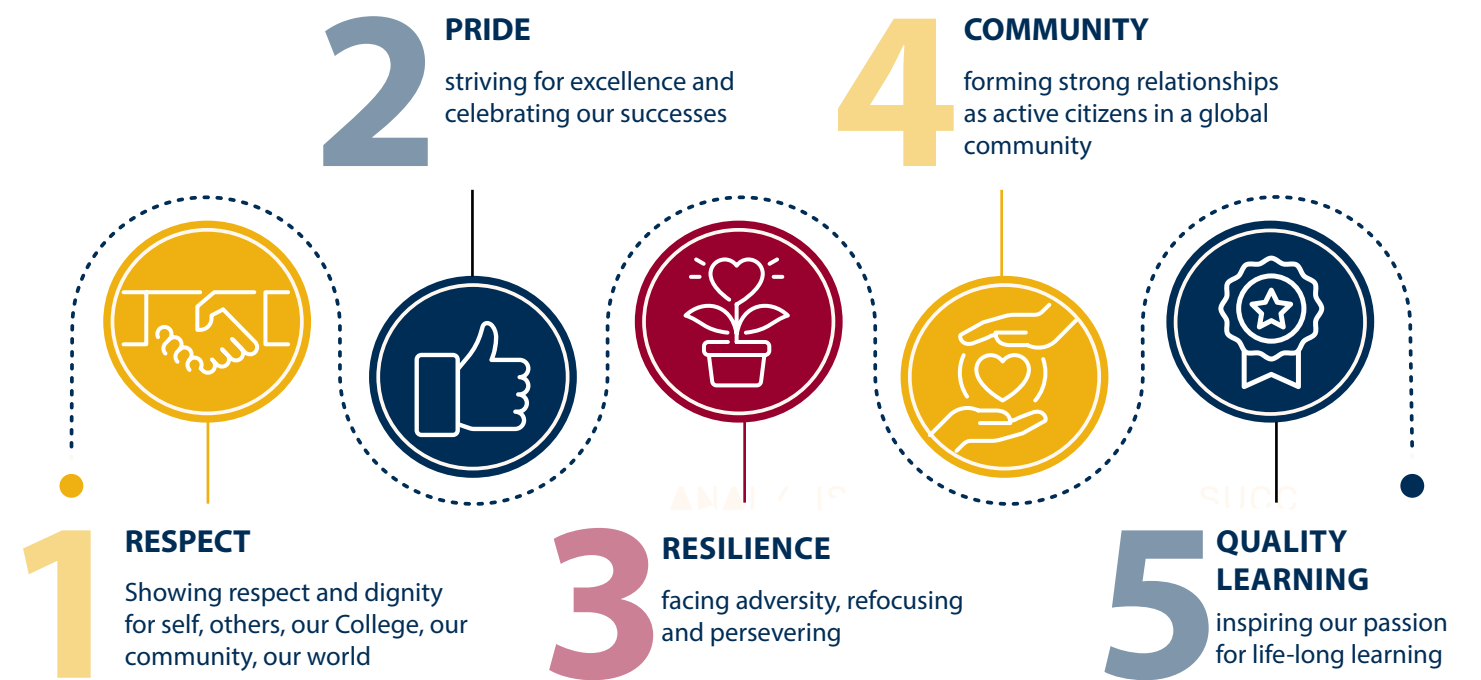 1
RESPECT
Showing respect and dignity
for self, others, our College, our
community, our world
2
PRIDE
striving for excellence and
celebrating our successes
3
RESILIENCE
facing adversity, refocusing
and persevering
4
COMMUNITY
forming strong relationships
as active citizens in a global
community
5
QUALITY
LEARNING
inspiring our passion
for life-long learning